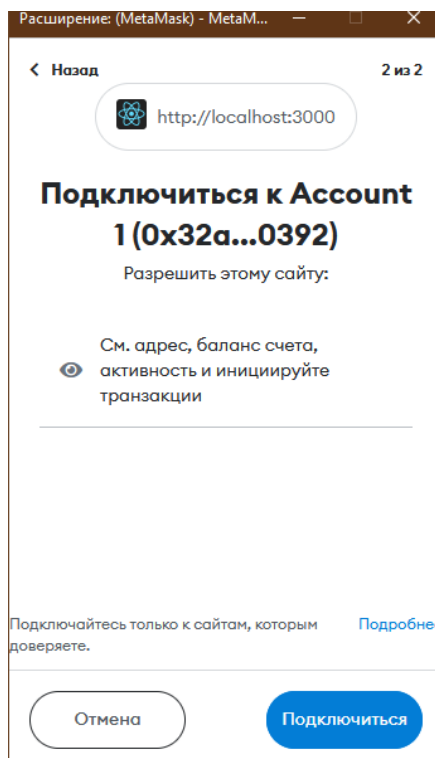 Расширение: (MetaMask) - MetaM...
Назад
2 из 2
http://localhost:3000
Подключиться к Account
1 (0x32a...0392)
Разрешить этому сайту:
См. адрес, баланс счета,
активность и инициируйте
транзакции
Подключайтесь только к сайтам, которым Подробнее
доверяете.
Отмена
Подключиться